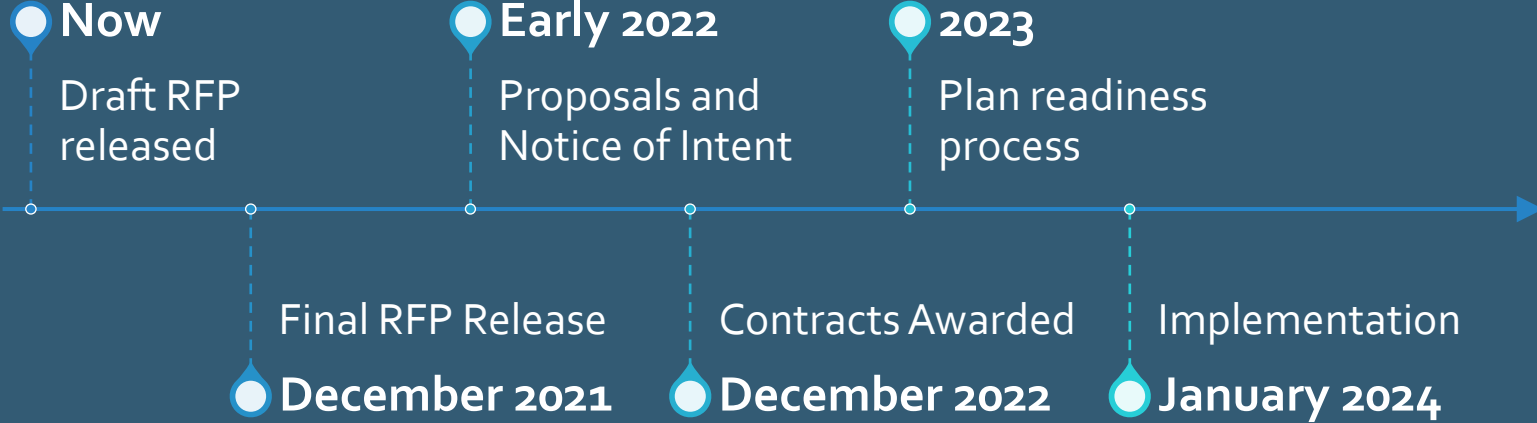 Now
Draft RFP
released
Final RFP Release
December 2021
Early 2022
Proposals and
Notice of Intent
Contracts Awarded
December 2022
2023
Plan readiness
process
Implementation
January 2024